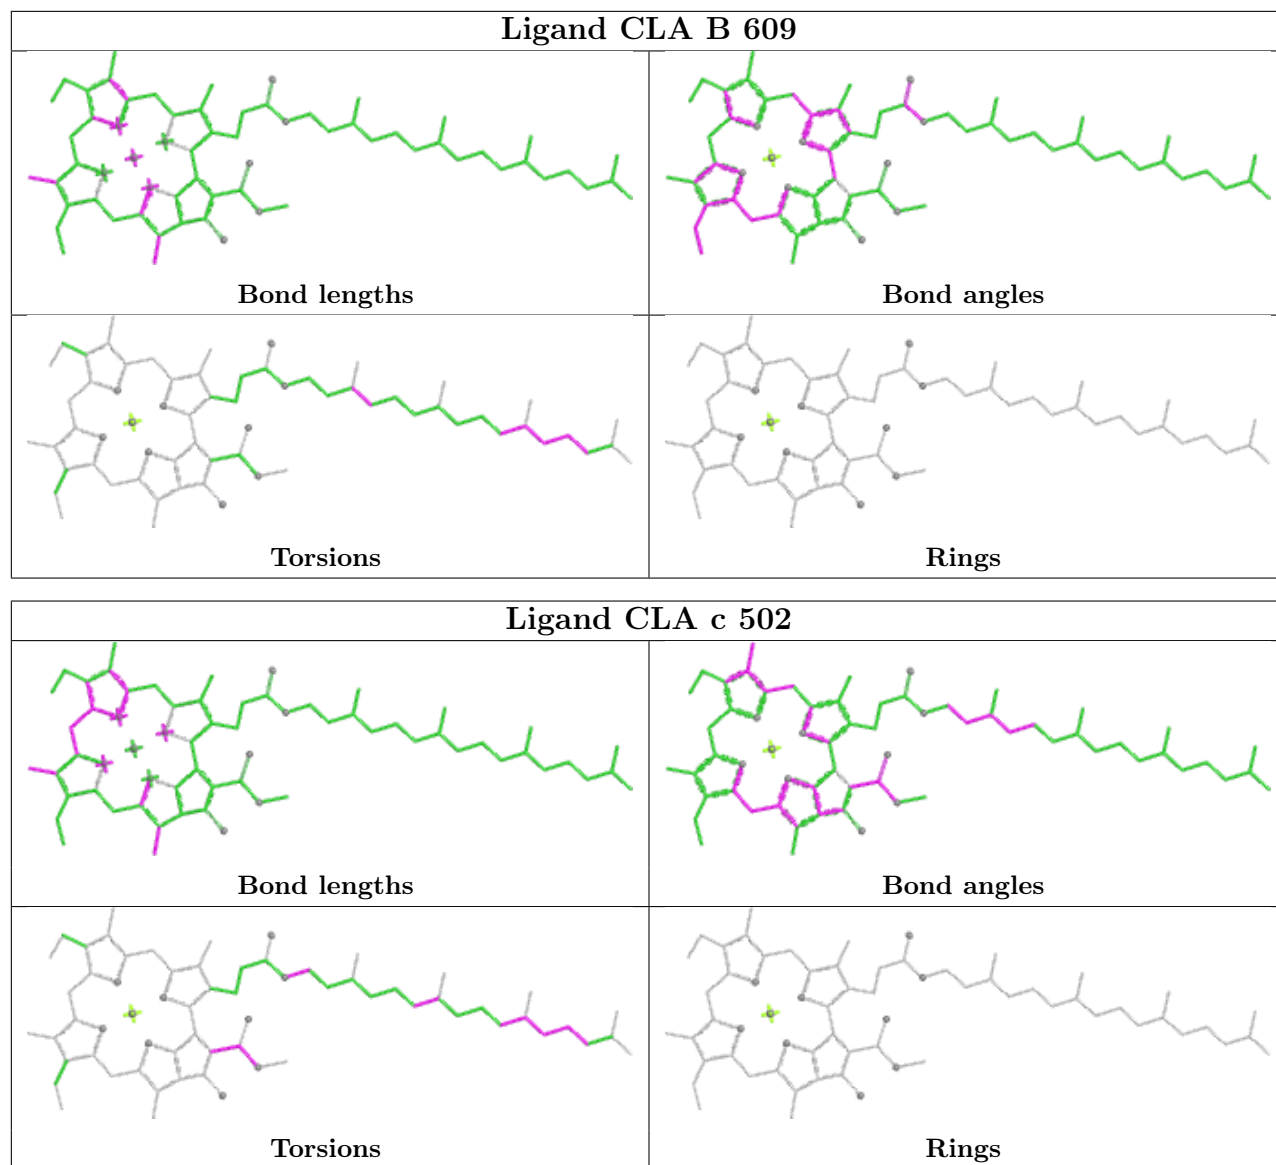 Ligand CLA B 609
Bond lengths
Bond angles
Torsions
Rings
Ligand CLA c 502
Bond lengths
Bond angles
Torsions
Rings